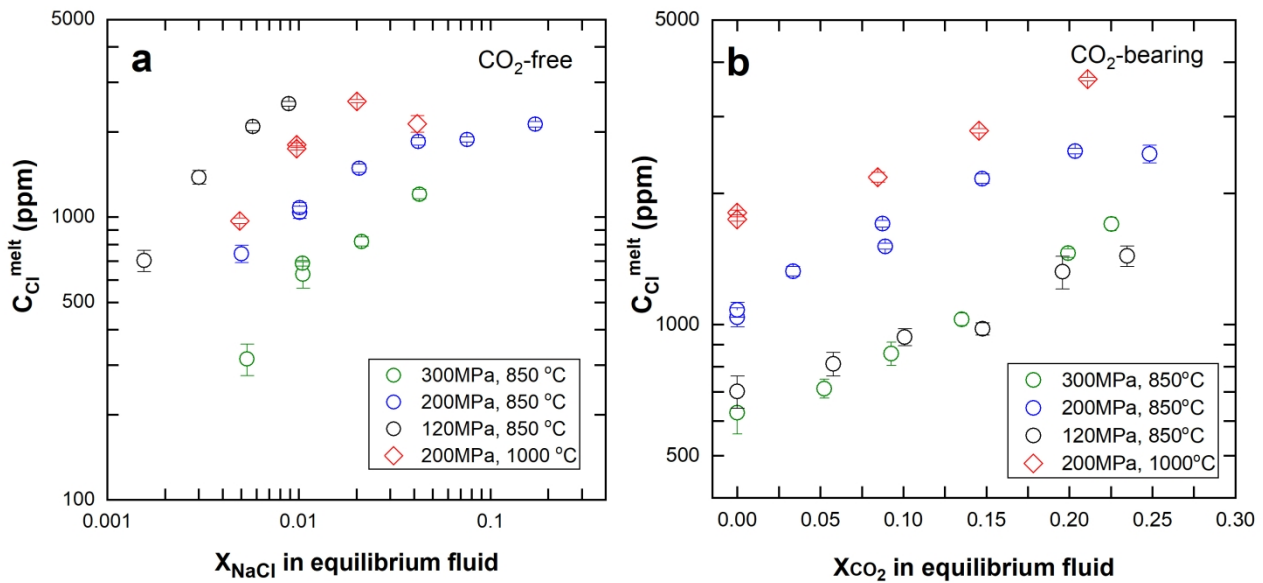 a
CO₂-free
5000
1000
500
100
C_Cl^melt (ppm)
0.001
0.01
0.1
X_NaCl in equilibrium fluid
300MPa, 850 °C
200MPa, 850 °C
120MPa, 850 °C
200MPa, 1000 °C
b
CO₂-bearing
5000
1000
500
C_Cl^melt (ppm)
0.00
0.05
0.10
0.15
0.20
0.25
0.30
Xco₂ in equilibrium fluid
300MPa, 850°C
200MPa, 850°C
120MPa, 850°C
200MPa, 1000°C